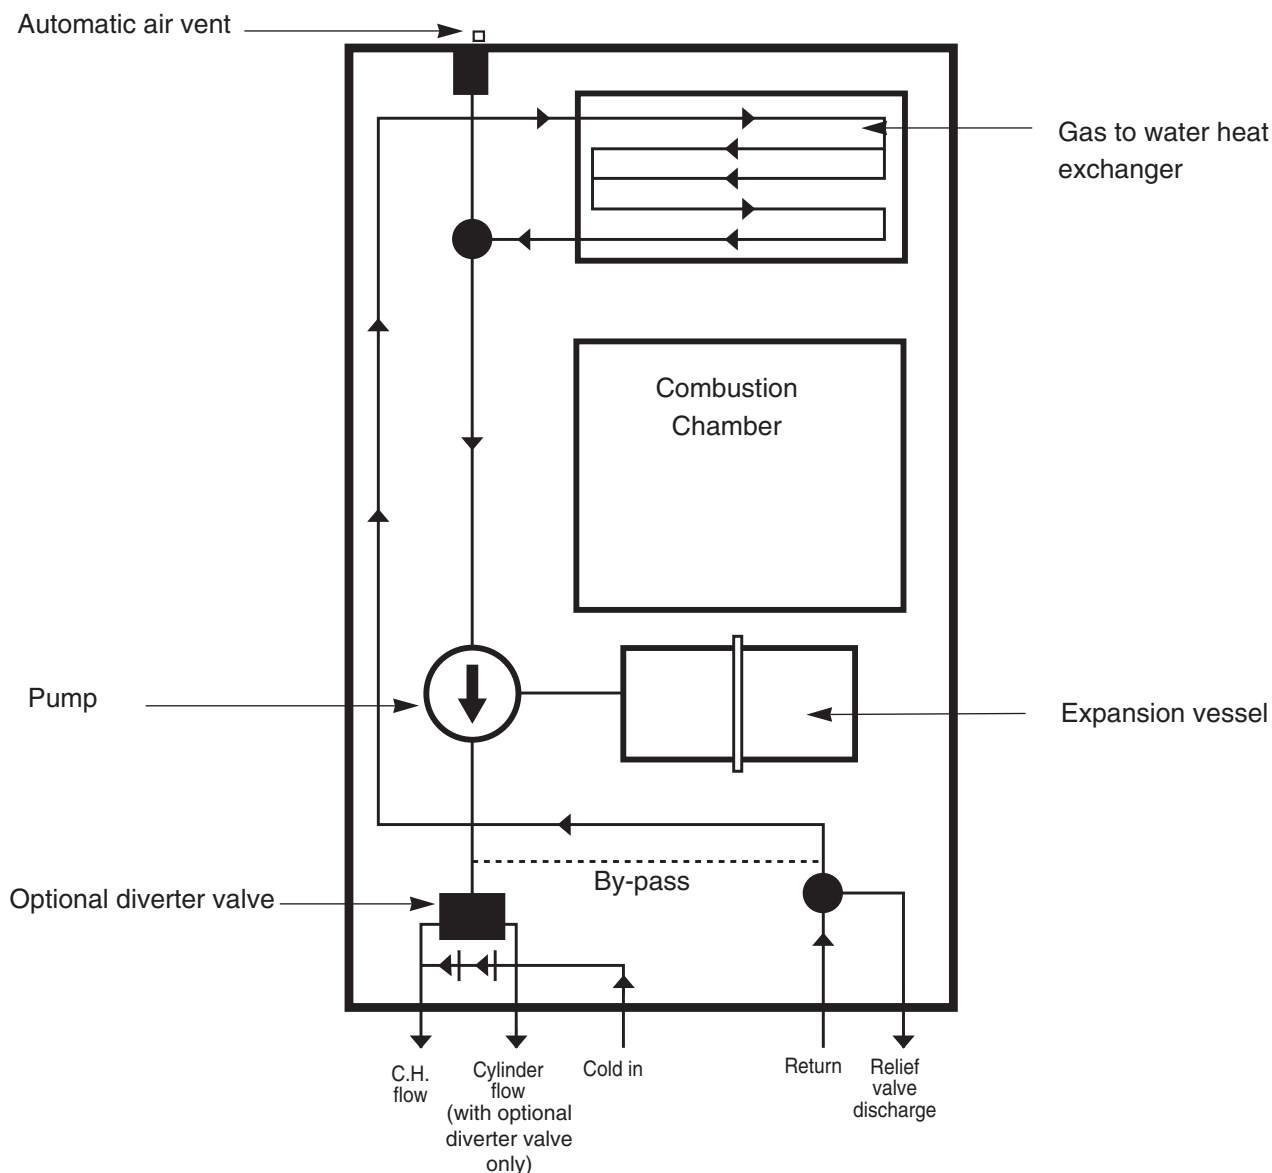 Automatic air vent
Gas to water heat
exchanger
Combustion
Chamber
Pump
Expansion vessel
By-pass
Optional diverter valve
C.H.
flow
Cylinder
flow
(with optional
diverter valve
only)
Cold in
Return
Relief
valve
discharge